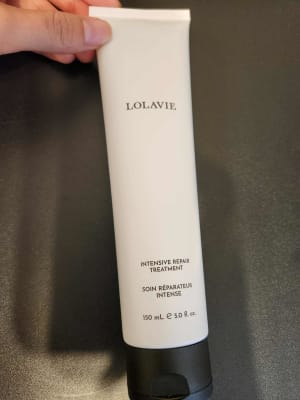 LOLAVIE
INTENSIVE REPAIR
TREATMENT
SOIN RÉPARATEUR
INTENSE
150 mL ℮ 5.0 fl. oz.